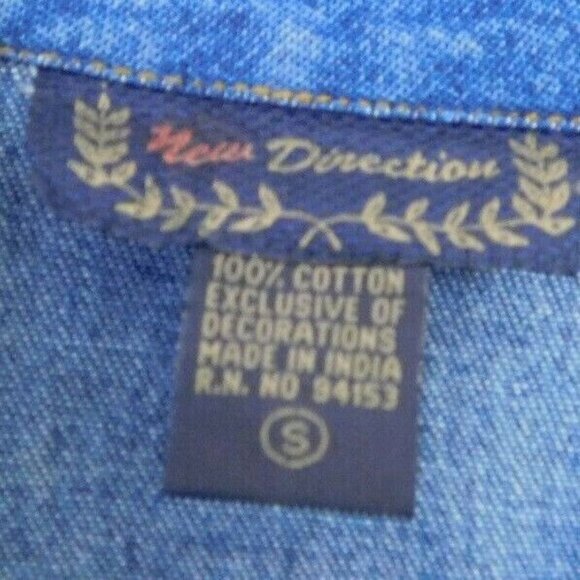 New Direction
100% COTTON
EXCLUSIVE OF
DECORATIONS
MADE IN INDIA
R.N. NO 94153
S